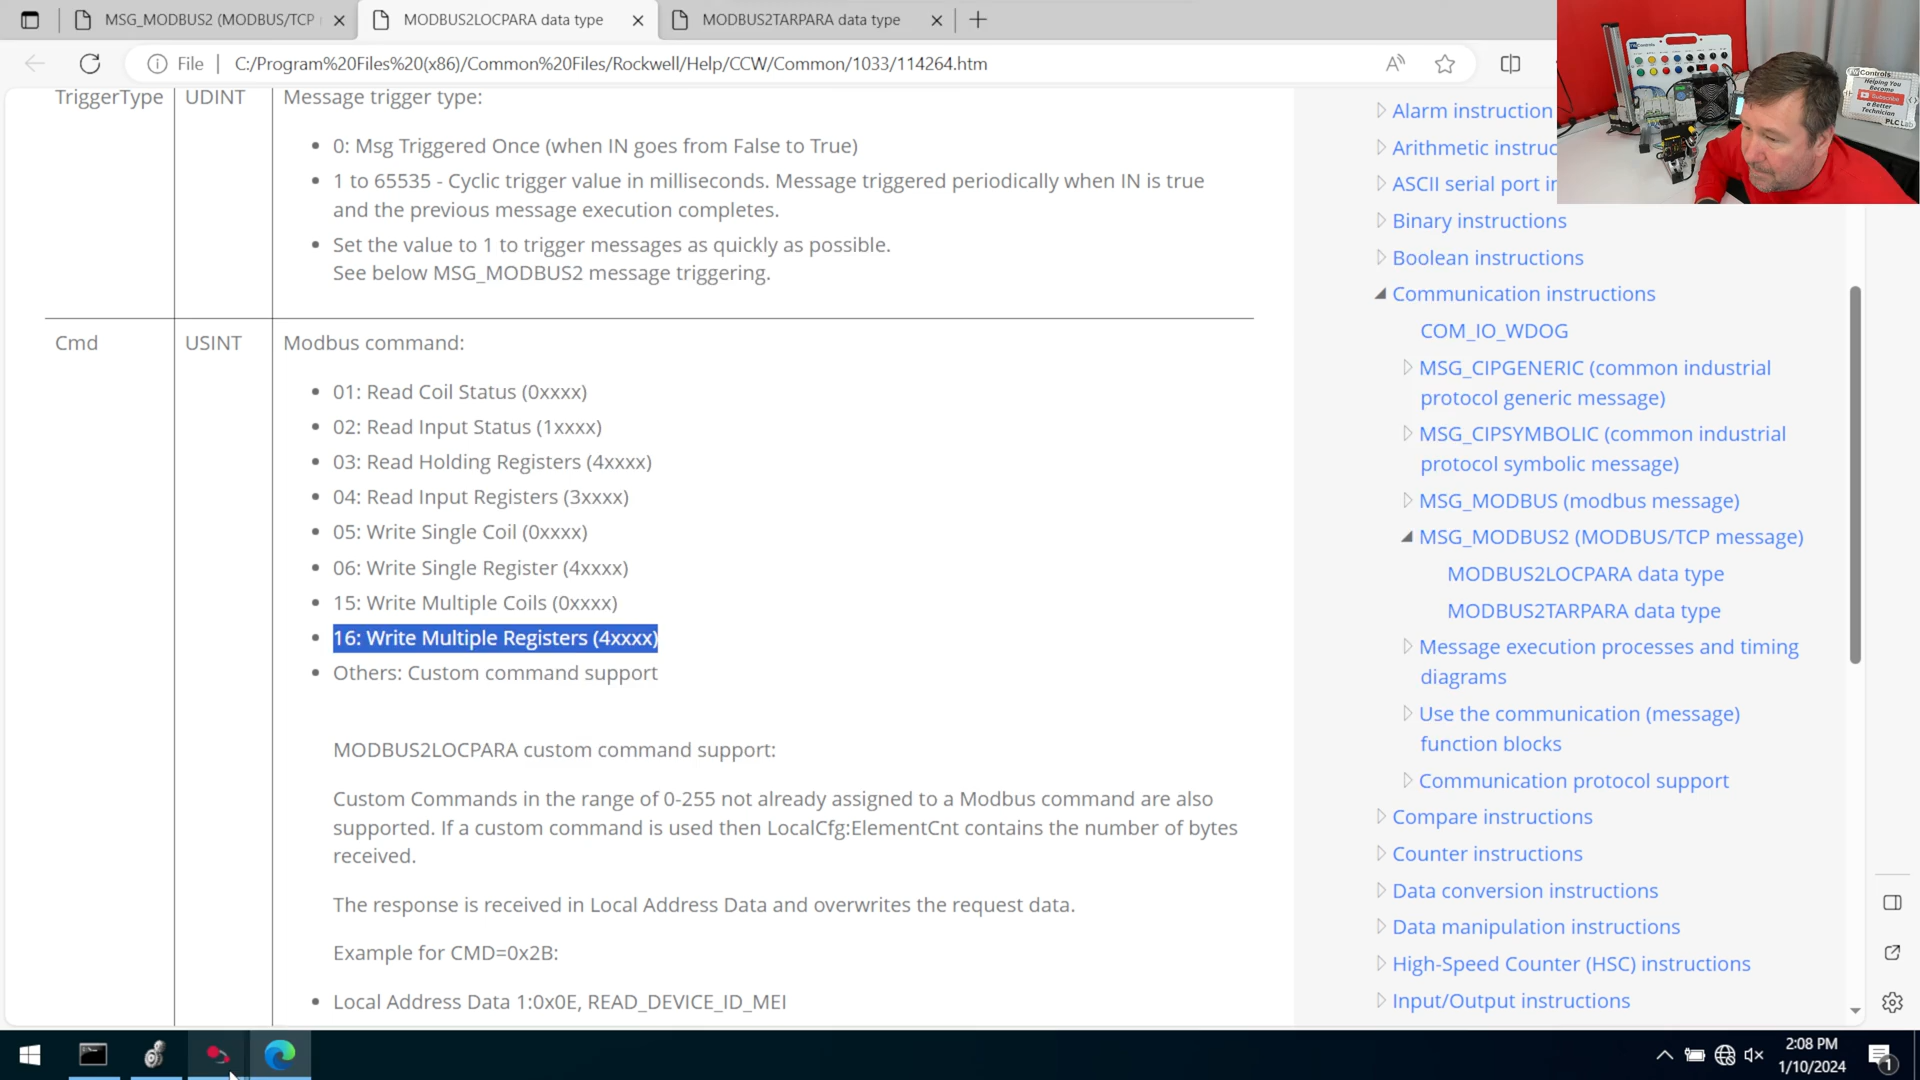 MSG_MODBUS2 (MODBUS/TCP
MODBUS2LOCPARA data type
MODBUS2TARPARA data type
File
C:/Program%20Files%20(x86)/Common%20Files/Rockwell/Help/CCW/Common/1033/114264.htm
TriggerType
UDINT
Message trigger type:
0: Msg Triggered Once (when IN goes from False to True)
1 to 65535 - Cyclic trigger value in milliseconds. Message triggered periodically when IN is true
and the previous message execution completes.
Set the value to 1 to trigger messages as quickly as possible.
See below MSG_MODBUS2 message triggering.
Cmd
USINT
Modbus command:
01: Read Coil Status (0xxxx)
02: Read Input Status (1xxxx)
03: Read Holding Registers (4xxxx)
04: Read Input Registers (3xxxx)
05: Write Single Coil (0xxxx)
06: Write Single Register (4xxxx)
15: Write Multiple Coils (0xxxx)
16: Write Multiple Registers (4xxxx)
Others: Custom command support
MODBUS2LOCPARA custom command support:
Custom Commands in the range of 0-255 not already assigned to a Modbus command are also
supported. If a custom command is used then LocalCfg:ElementCnt contains the number of bytes
received.
The response is received in Local Address Data and overwrites the request data.
Example for CMD=0x2B:
Local Address Data 1:0x0E, READ_DEVICE_ID_MEI
Alarm instruction
Arithmetic instruc
ASCII serial port in
Binary instructions
Boolean instructions
Communication instructions
COM_IO_WDOG
MSG_CIPGENERIC (common industrial
protocol generic message)
MSG_CIPSYMBOLIC (common industrial
protocol symbolic message)
MSG_MODBUS (modbus message)
MSG_MODBUS2 (MODBUS/TCP message)
MODBUS2LOCPARA data type
MODBUS2TARPARA data type
Message execution processes and timing
diagrams
Use the communication (message)
function blocks
Communication protocol support
Compare instructions
Counter instructions
Data conversion instructions
Data manipulation instructions
High-Speed Counter (HSC) instructions
Input/Output instructions
Controls
Helping You
Become
Subscribe
a Better
Technician
PLC Lab
2:08 PM
1/10/2024
1